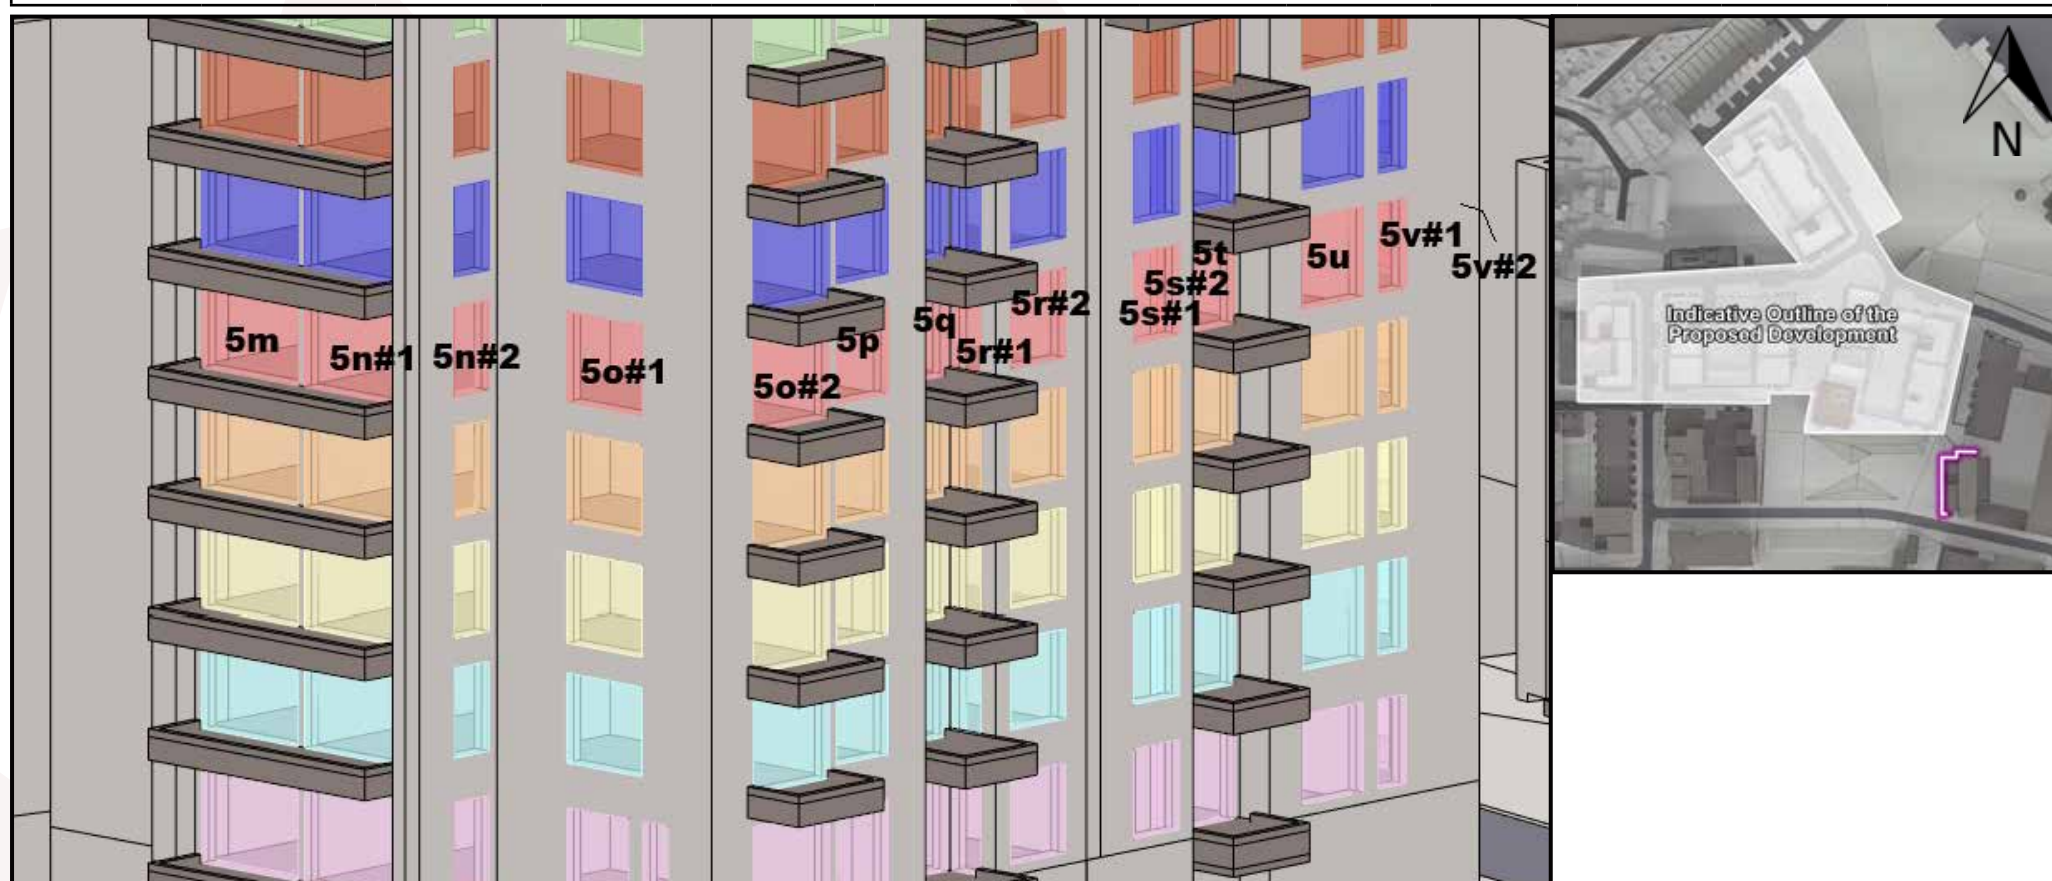 5m
5n#1
5n#2
5o#1
5o#2
5p
5q
5r#1
5r#2
5s#1
5s#2
5t
5u
5v#1
5v#2
N
Indicative Outline of the
Proposed Development